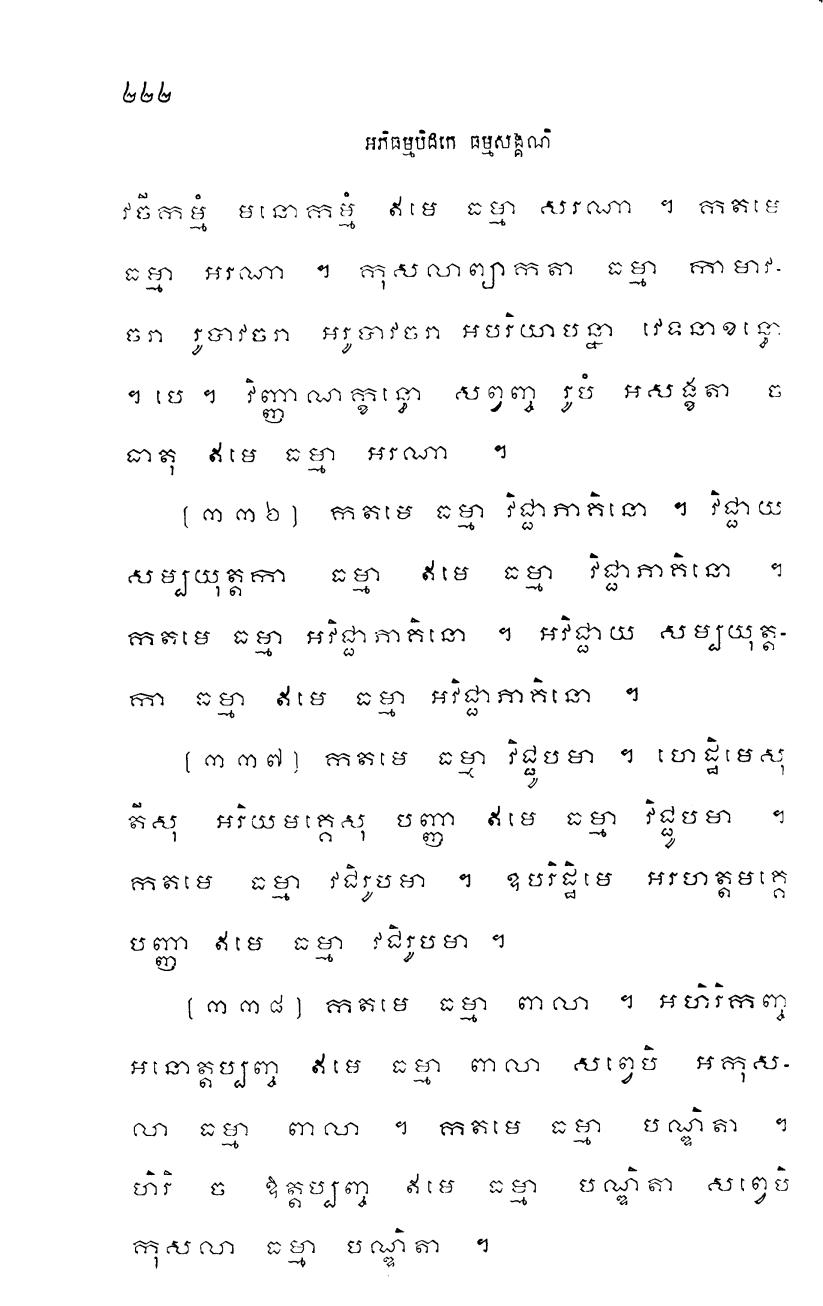 ២២២
អភិធម្មបិដកេ ធម្មសង្គណិ
វចីកម្មំ មនោកម្មំ ឥមេ ធម្មា សរណា ។ កតមេ
ធម្មា អរណា ។ កុសលាព្យាកតា ធម្មា កាមាវ-
ចរា រូបាវចរា អរូបាវចរា អបរិយាបន្នា វេទនាខន្ធោ
។ បេ ។ វិញ្ញាណក្ខន្ធោ សព្វញ្ច រូបំ អសង្ខតា ច
ធាតុ ឥមេ ធម្មា អរណា ។
[ ៣៣៦ ] កតមេ ធម្មា វិជ្ជាភាគិនោ ។ វិជ្ជាយ
សម្បយុត្តកា ធម្មា ឥមេ ធម្មា វិជ្ជាភាគិនោ ។
កតមេ ធម្មា អវិជ្ជាភាគិនោ ។ អវិជ្ជាយ សម្បយុត្ត-
កា ធម្មា ឥមេ ធម្មា អវិជ្ជាភាគិនោ ។
[ ៣៣៧ ] កតមេ ធម្មា វិជ្ជូបមា ។ ហេដ្ឋិមេសុ
តីសុ អរិយមគ្គេសុ បញ្ញា ឥមេ ធម្មា វិជ្ជូបមា ។
កតមេ ធម្មា វជិរូបមា ។ ឧបរិដ្ឋិមេ អរហត្តមគ្គេ
បញ្ញា ឥមេ ធម្មា វជិរូបមា ។
[ ៣៣៨ ] កតមេ ធម្មា ពាលា ។ អហិរិកញ្ច
អនោត្តប្បញ្ច ឥមេ ធម្មា ពាលា សព្វេបិ អកុស-
លា ធម្មា ពាលា ។ កតមេ ធម្មា បណ្ឌិតា ។
ហិរិ ច ឱត្តប្បញ្ច ឥមេ ធម្មា បណ្ឌិតា សព្វេបិ
កុសលា ធម្មា បណ្ឌិតា ។